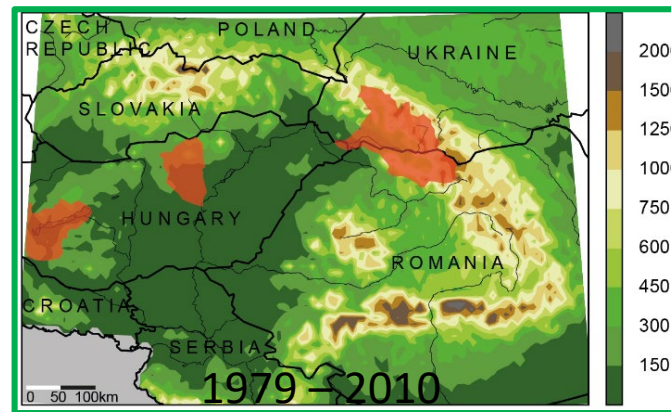 CZECH
REPUBLIC
POLAND
UKRAINE
SLOVAKIA
HUNGARY
ROMANIA
CROATIA
SERBIA
0 50 100km
1979 – 2010
200
1500
1250
1000
750
600
450
300
150